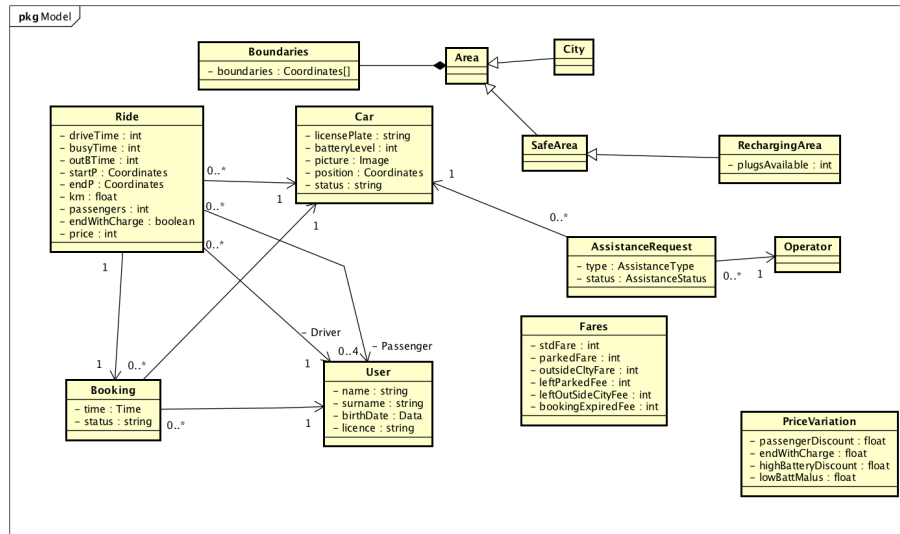 pkg Model
Boundaries
– boundaries : Coordinates[]
Area
City
Ride
– driveTime : int
– busyTime : int
– outBTime : int
– startP : Coordinates
– endP : Coordinates
– km : float
– passengers : int
– endWithCharge : boolean
– price : int
Car
– licensePlate : string
– batteryLevel : int
– picture : Image
– position : Coordinates
– status : string
SafeArea
RechargingArea
– plugsAvailable : int
0..*
1
1
0..*
0..*
1
0..*
AssistanceRequest
– type : AssistanceType
– status : AssistanceStatus
Operator
0..*
1
1
Fares
– stdFare : int
– parkedFare : int
– outsideCItyFare : int
– leftParkedFee : int
– leftOutSideCityFee : int
– bookingExpiredFee : int
– Driver
– Passenger
0..4
1
1
0..*
Booking
– time : Time
– status : string
0..*
1
User
– name : string
– surname : string
– birthDate : Data
– licence : string
PriceVariation
– passengerDiscount : float
– endWithCharge : float
– highBatteryDiscount : float
– lowBattMalus : float